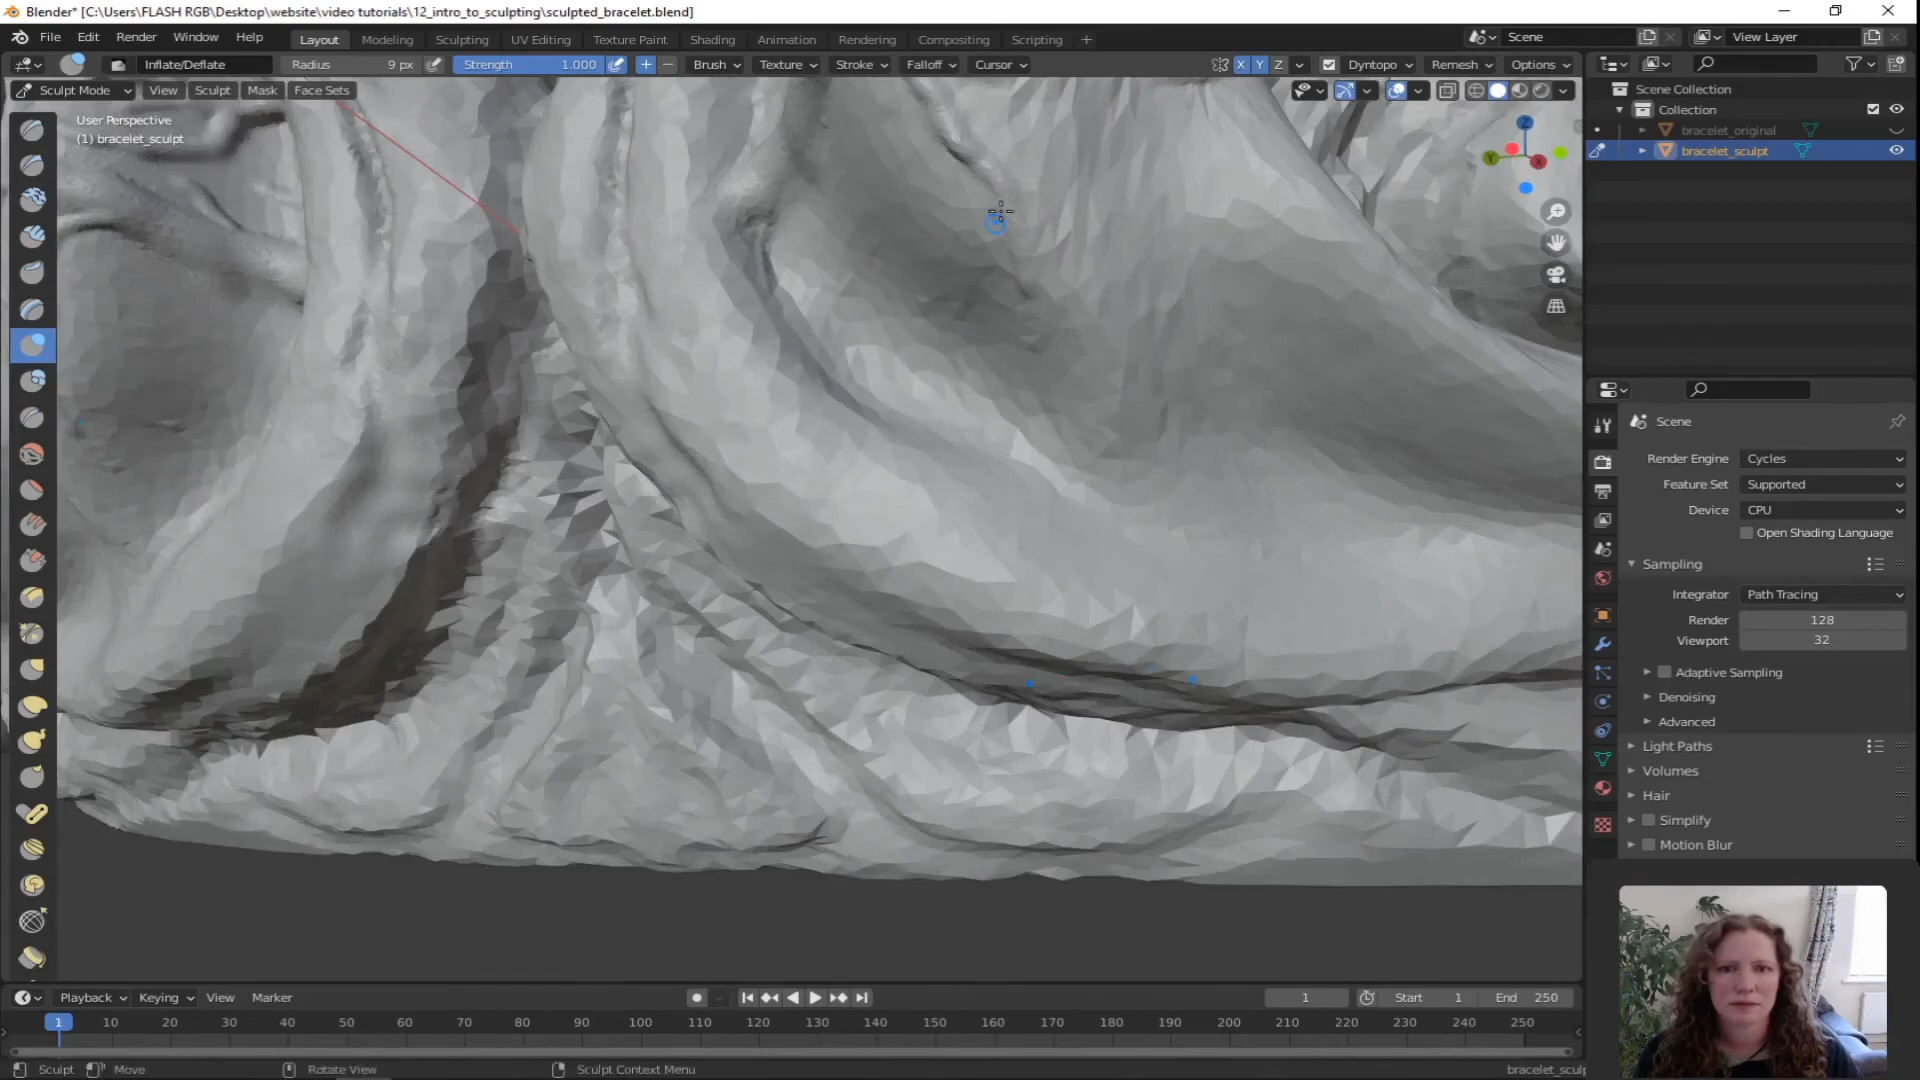 Blender* [C:\Users\FLASH RGB\Desktop\website\video tutorials\12_intro_to_sculpting\sculpted_bracelet.blend]
File Edit Render Window Help Layout Modeling Sculpting UV Editing Texture Paint Shading Animation Rendering Compositing Scripting + Scene View Layer
Inflate/Deflate Radius 9 px Strength 1.000 Brush Texture Stroke Falloff Cursor X Y Z Dyntopo Remesh Options
Sculpt Mode View Sculpt Mask Face Sets
User Perspective
(1) bracelet_sculpt
Z
Y
X
Scene Collection
Collection
bracelet_original
bracelet_sculpt
Scene
Render Engine Cycles
Feature Set Supported
Device CPU
Open Shading Language
Sampling
Integrator Path Tracing
Render 128
Viewport 32
Adaptive Sampling
Denoising
Advanced
Light Paths
Volumes
Hair
Simplify
Motion Blur
Playback Keying View Marker 1 Start 1 End 250
1 10 20 30 40 50 60 70 80 90 100 110 120 130 140 150 160 170 180 190 200 210 220 230 240 250
Sculpt Move Rotate View Sculpt Context Menu bracelet_sculp